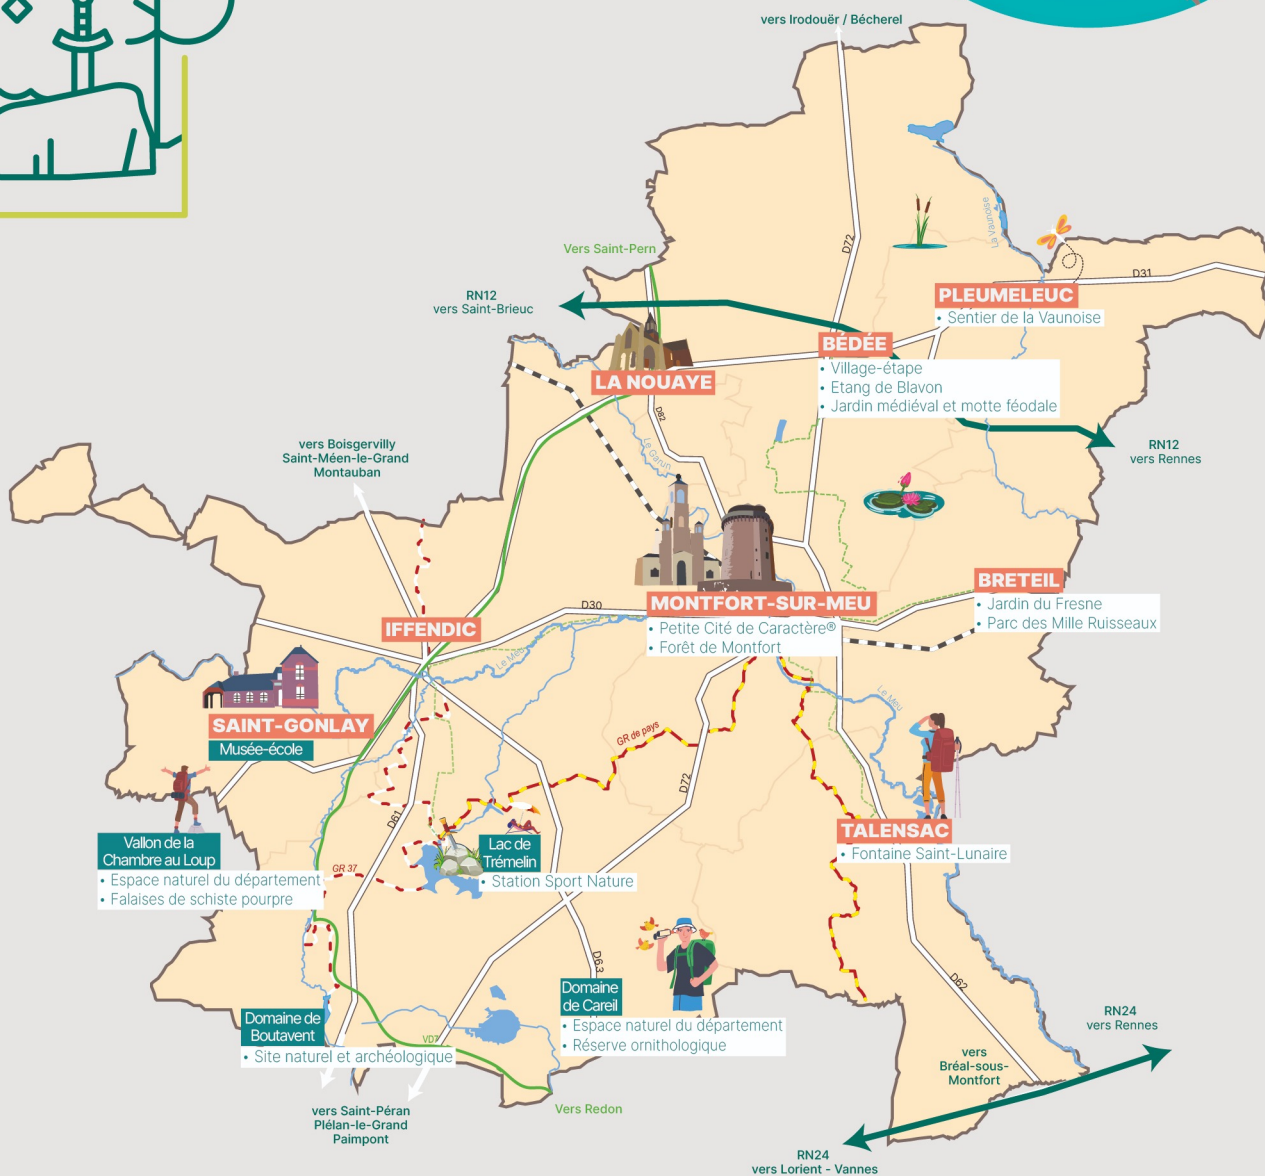 vers Irodouër / Bécherel
D72
La Vaunoise
Vers Saint-Pern
RN12
vers Saint-Brieuc
D31
PLEUMELEUC
• Sentier de la Vaunoise
BÉDÉE
• Village-étape
• Etang de Blavon
• Jardin médiéval et motte féodale
LA NOUAYE
D82
Le Garun
RN12
vers Rennes
vers Boisgervilly
Saint-Méen-le-Grand
Montauban
BRETEIL
• Jardin du Fresne
• Parc des Mille Ruisseaux
MONTFORT-SUR-MEU
• Petite Cité de Caractère®
• Forêt de Montfort
D30
IFFENDIC
Le Meu
Le Meu
SAINT-GONLAY
Musée-école
GR de pays
D72
D61
TALENSAC
• Fontaine Saint-Lunaire
Vallon de la
Chambre au Loup
• Espace naturel du département
• Falaises de schiste pourpre
GR 37
Lac de
Trémelin
• Station Sport Nature
D63
D62
Domaine
de Careil
• Espace naturel du département
• Réserve ornithologique
Domaine de
Boutavent
• Site naturel et archéologique
RN24
vers Rennes
vers
Bréal-sous-
Montfort
Vers Redon
vers Saint-Péran
Plélan-le-Grand
Paimpont
RN24
vers Lorient - Vannes